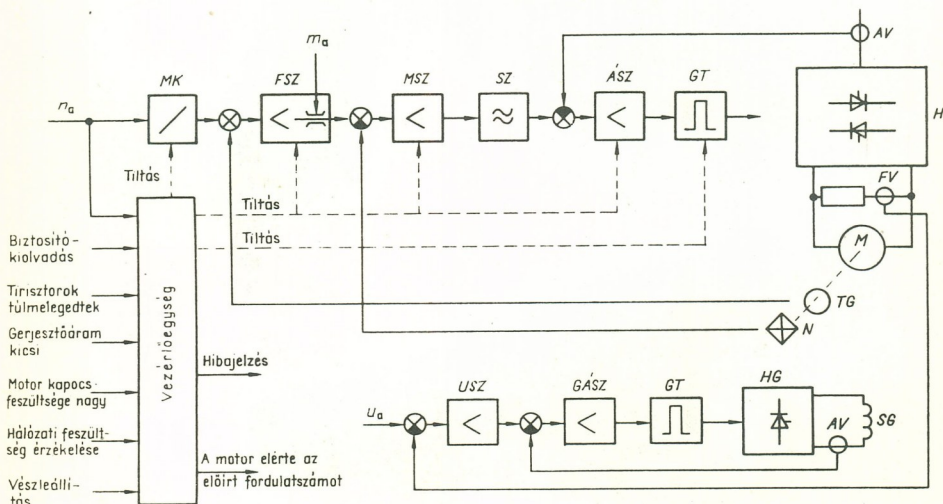 AV
mₐ
MK
FSZ
MSZ
SZ
ÁSZ
GT
nₐ
H
FV
Tiltás
Tiltás
Tiltás
M
TG
N
Biztosító-
kiolvadás
Tirisztorok
túlmelegedtek
Gerjesztőáram
kicsi
Motor kapocs-
feszültsége nagy
Hálózati feszült-
ség érzékelése
Vészleállí-
tás
Vezérlőegység
Hibajelzés
A motor elérte az
előírt fordulatszámot
uₐ
USZ
GÁSZ
GT
HG
AV
SG